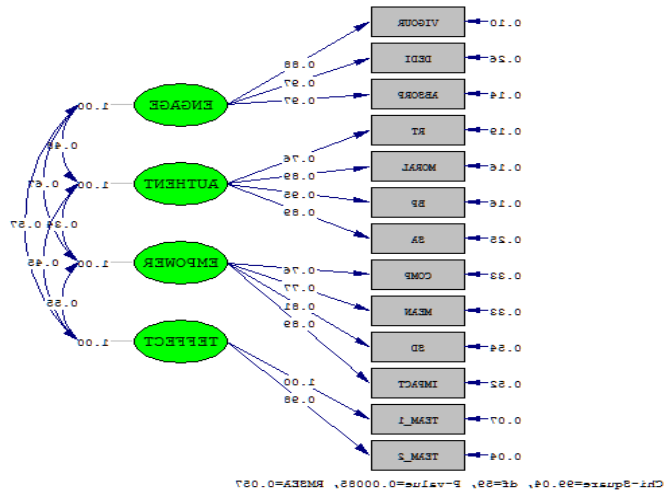 0.10 VIGOUR
0.26 DEDI
0.14 ABSORP
0.19 RT
0.16 MORAL
0.16 BP
0.25 SA
0.33 COMP
0.33 MEAN
0.54 SD
0.52 IMPACT
0.07 TEAM_1
0.04 TEAM_2
0.88
0.97
0.97
0.76
0.89
0.95
0.89
0.76
0.77
0.81
0.89
1.00
0.98
ENGAGE 1.00
AUTHENT 1.00
EMPOWER 1.00
TEFFECT 1.00
0.67
0.34
0.57
0.45
0.55
Chi-Square=99.04, df=59, P-value=0.00085, RMSEA=0.057